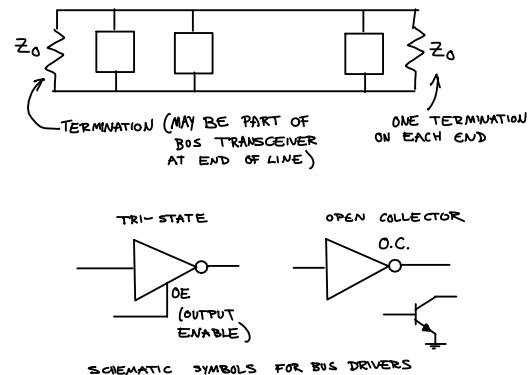 Z0
Z0
TERMINATION (MAY BE PART OF
BUS TRANSCEIVER
AT END OF LINE)
ONE TERMINATION
ON EACH END
TRI-STATE
OPEN COLLECTOR
O.C.
OE
(OUTPUT
ENABLE)
SCHEMATIC SYMBOLS FOR BUS DRIVERS